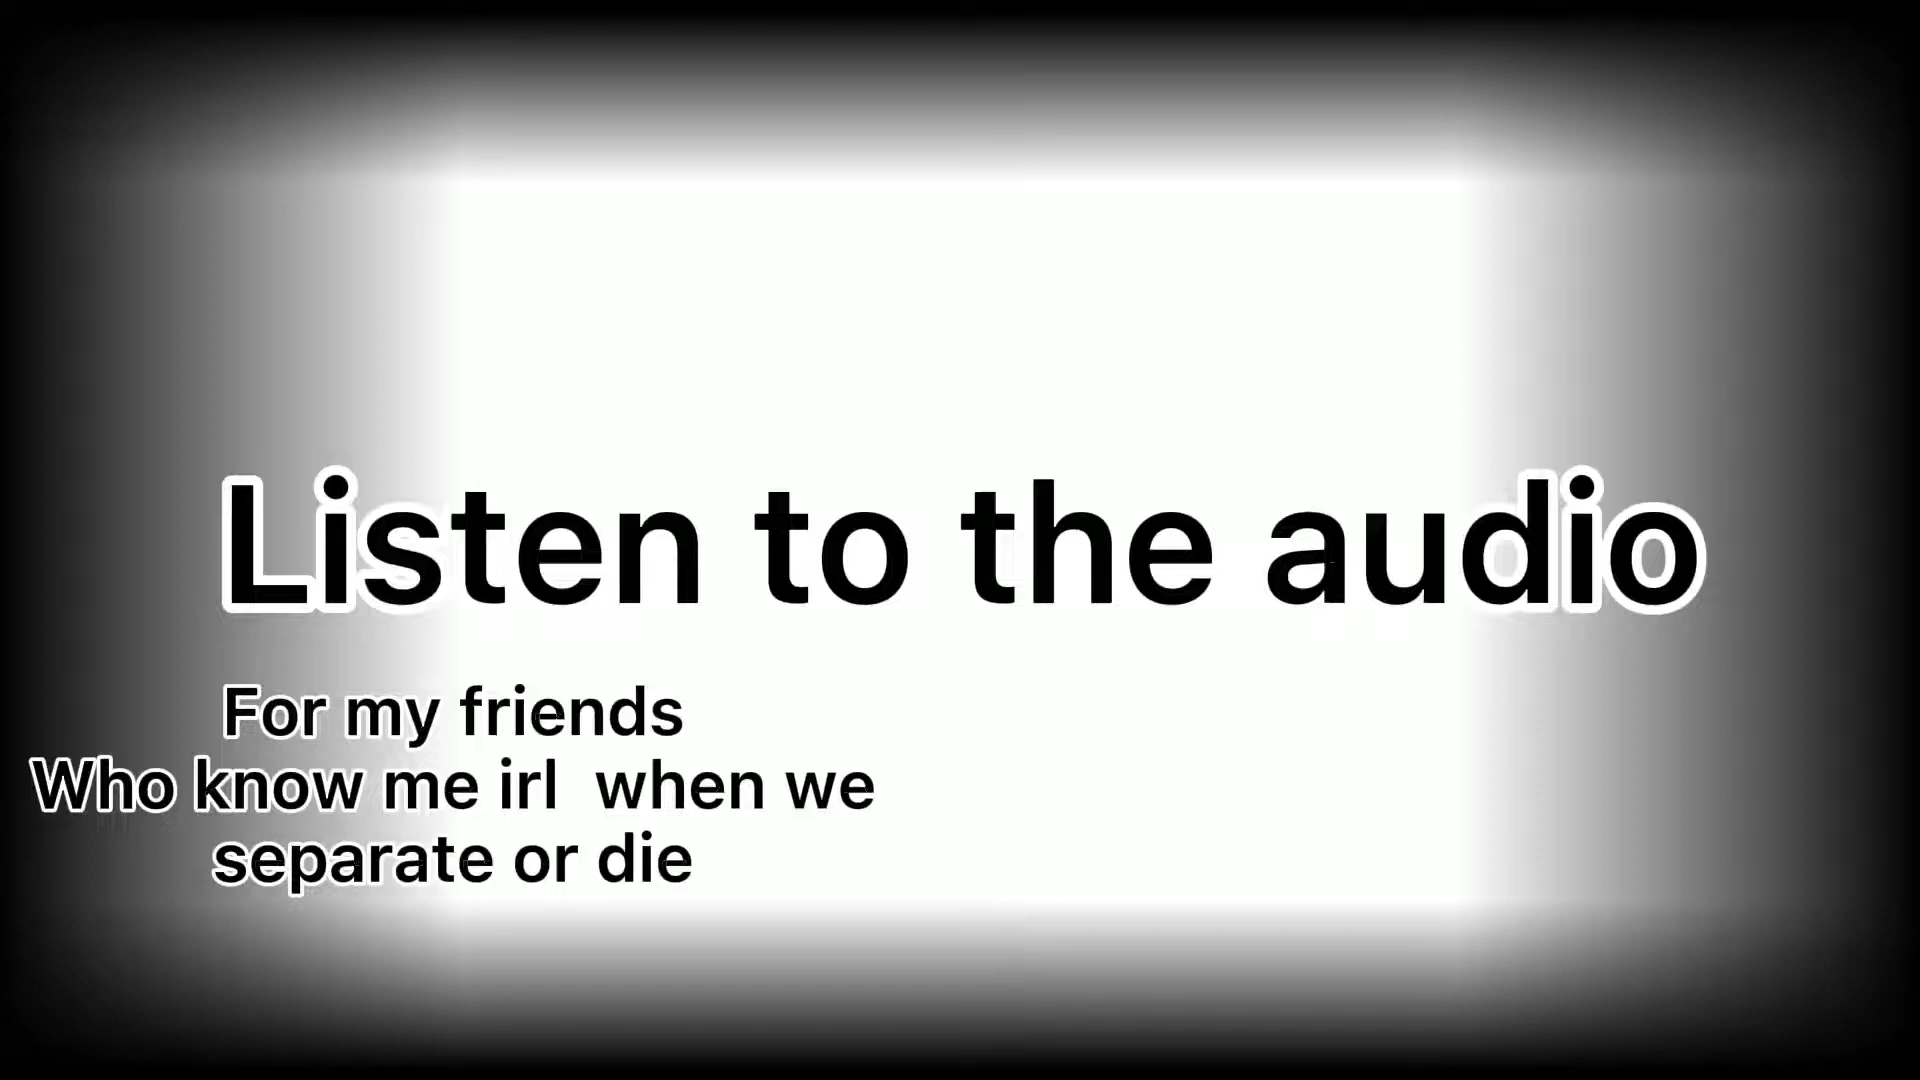 Listen to the audio
For my friends
Who know me irl  when we
separate or die